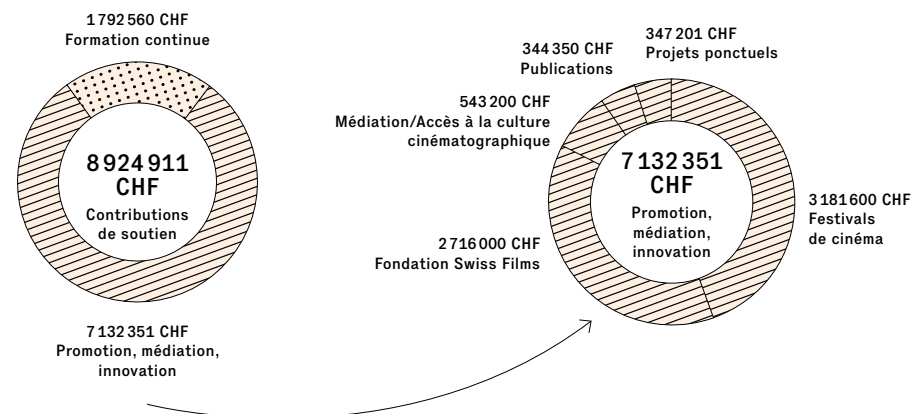 1 792 560 CHF
Formation continue
8 924 911
CHF
Contributions
de soutien
7 132 351 CHF
Promotion, médiation,
innovation
344 350 CHF
Publications
347 201 CHF
Projets ponctuels
543 200 CHF
Médiation/Accès à la culture
cinématographique
7 132 351
CHF
Promotion,
médiation,
innovation
3 181 600 CHF
Festivals
de cinéma
2 716 000 CHF
Fondation Swiss Films